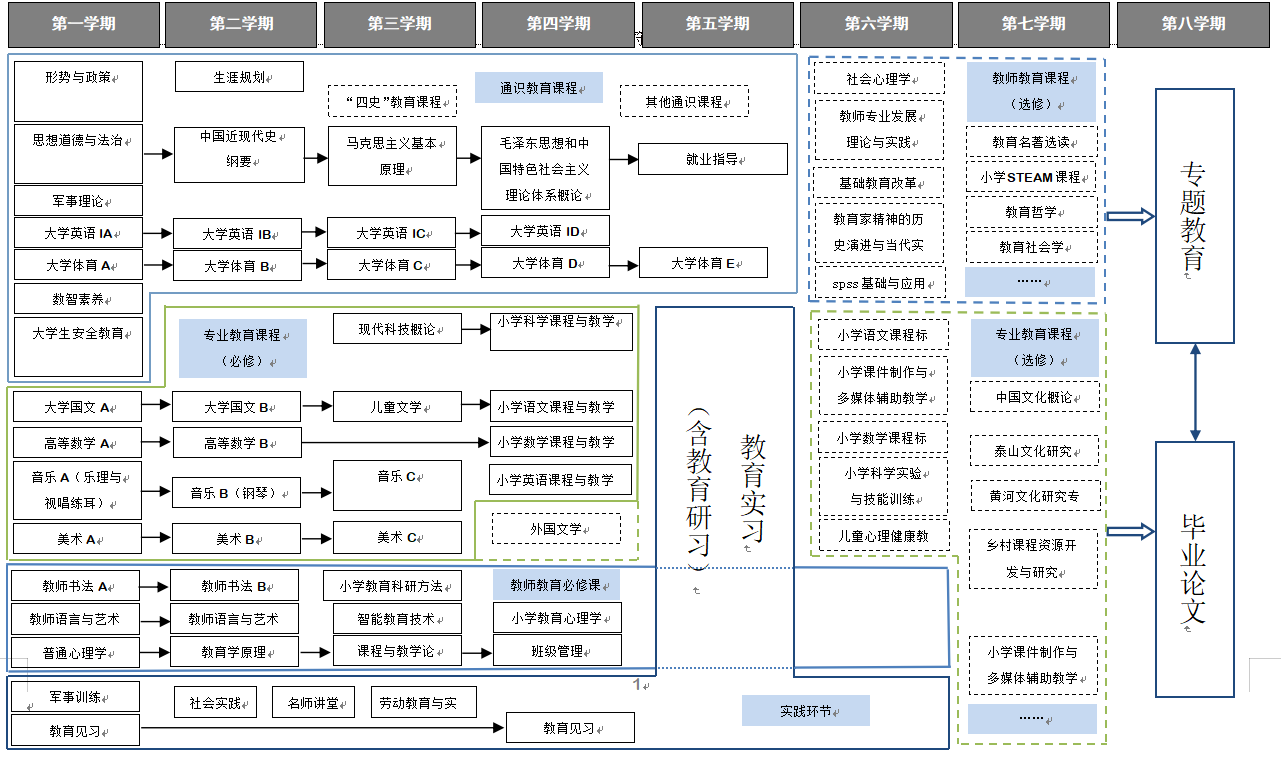 第一学期
第二学期
第三学期
第四学期
第五学期
第六学期
第七学期
第八学期
形势与政策
生涯规划
“四史”教育课程
通识教育课程
其他通识课程
思想道德与法治
中国近现代史
纲要
马克思主义基本
原理
毛泽东思想和中
国特色社会主义
理论体系概论
就业指导
军事理论
大学英语 IA
大学英语 IB
大学英语 IC
大学英语 ID
大学体育 A
大学体育 B
大学体育 C
大学体育 D
大学体育 E
数智素养
大学生安全教育
社会心理学
教师专业发展
理论与实践
基础教育改革
教育家精神的历
史演进与当代实
spss 基础与应用
教师教育课程
（选修）
教育名著选读
小学 STEAM 课程
教育哲学
教育社会学
……
专题教育
专业教育课程
（必修）
现代科技概论
小学科学课程与教学
大学国文 A
大学国文 B
儿童文学
小学语文课程与教学
高等数学 A
高等数学 B
小学数学课程与教学
音乐 A（乐理与
视唱练耳）
音乐 B（钢琴）
音乐 C
小学英语课程与教学
美术 A
美术 B
美术 C
外国文学
教育实习
（含教育研习）
小学语文课程标
小学课件制作与
多媒体辅助教学
小学数学课程标
小学科学实验
与技能训练
儿童心理健康教
专业教育课程
（选修）
中国文化概论
泰山文化研究
黄河文化研究专
乡村课程资源开
发与研究
小学课件制作与
多媒体辅助教学
……
毕业论文
教师书法 A
教师书法 B
小学教育科研方法
教师教育必修课
教师语言与艺术
教师语言与艺术
智能教育技术
小学教育心理学
普通心理学
教育学原理
课程与教学论
班级管理
1
军事训练
社会实践
名师讲堂
劳动教育与实
实践环节
教育见习
教育见习